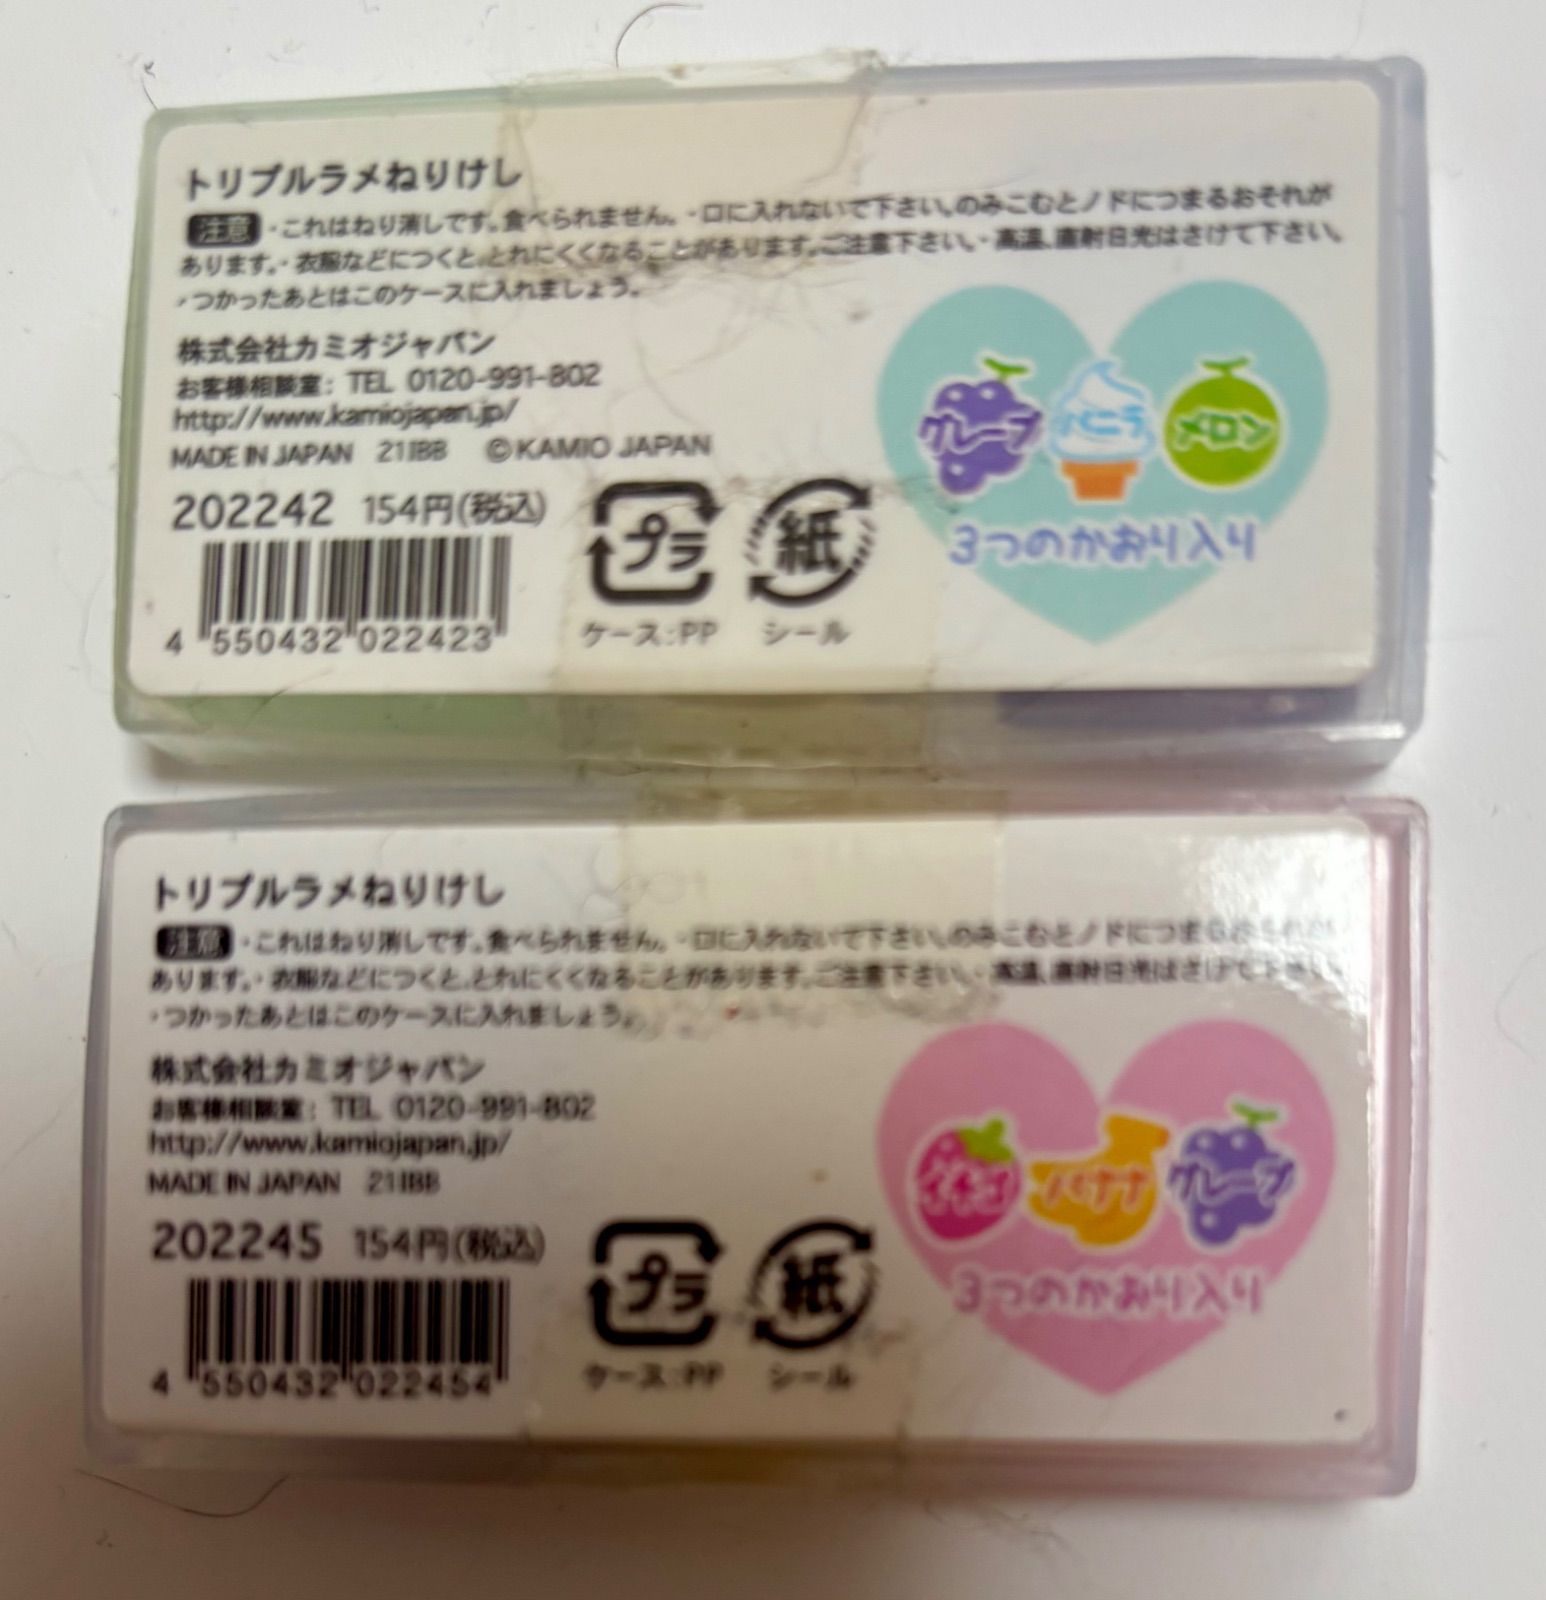 トリプルラメねりけし
注意 ・これはねり消しです。食べられません。・口に入れないで下さい。のみこむとノドにつまるおそれが
あります。・衣服などにつくと、とれにくくなることがあります。ご注意下さい。・高温、直射日光はさけて下さい。
・つかったあとはこのケースに入れましょう。
株式会社カミオジャパン
お客様相談室: TEL 0120-991-802
http://www.kamiojapan.jp/
MADE IN JAPAN 21IBB ©KAMIO JAPAN
202242 154円(税込)
4 550432 022423
プラ 紙
ケース:PP シール
グレープ バニラ メロン
3つのかおり入り
トリプルラメねりけし
注意 ・これはねり消しです。食べられません。・口に入れないで下さい。のみこむとノドにつまるおそれが
あります。・衣服などにつくと、とれにくくなることがあります。ご注意下さい。・高温、直射日光はさけて下さい。
・つかったあとはこのケースに入れましょう。
株式会社カミオジャパン
お客様相談室: TEL 0120-991-802
http://www.kamiojapan.jp/
MADE IN JAPAN 21IBB
202245 154円(税込)
4 550432 022454
プラ 紙
ケース:PP シール
イチゴ バナナ グレープ
3つのかおり入り